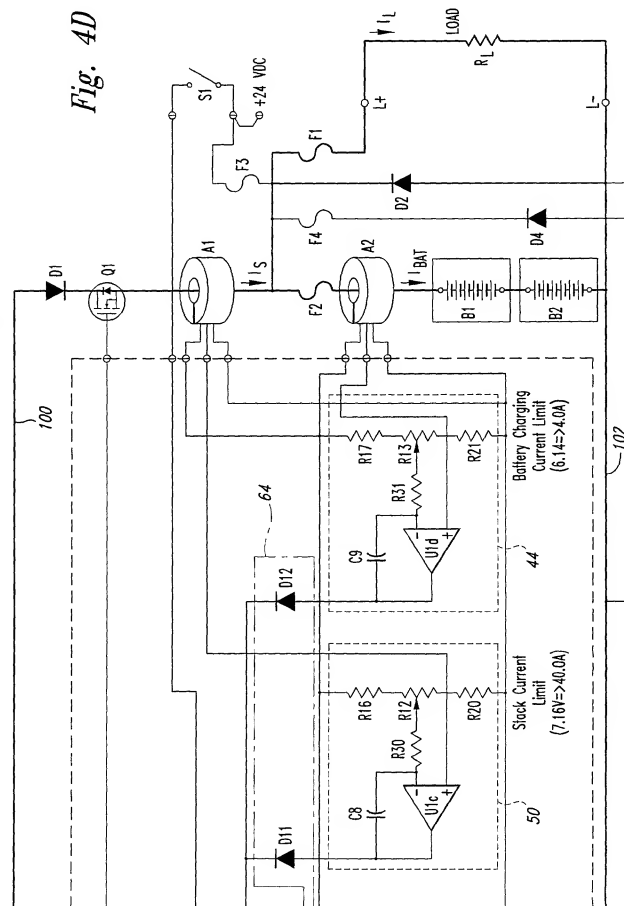 Fig. 4D
100
D1
Q1
A1
I S
S1
+24 VDC
F3
F1
I L
LOAD
R L
L+
L-
F4
F2
D2
D4
A2
I BAT
B1
B2
102
64
D12
D11
C9
R17
R13
R21
R31
-
+
U1d
Battery Charging
Current Limit
(6.14=>4.0A)
44
C8
R16
R12
R20
R30
-
+
U1c
Stack Current
Limit
(7.16V=>40.0A)
50